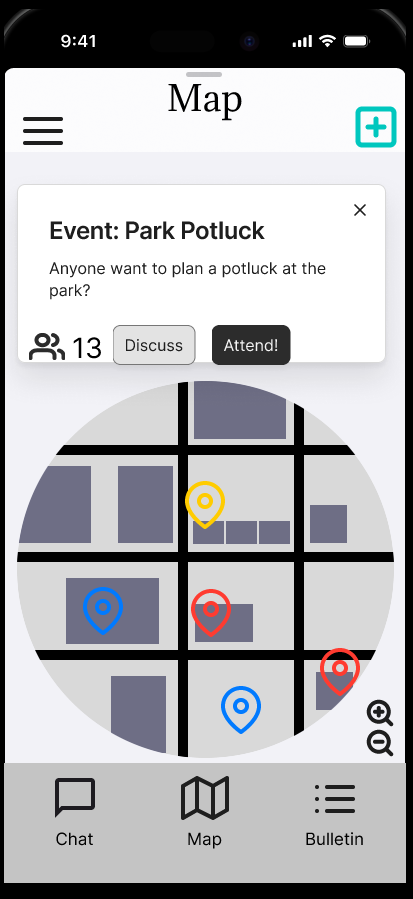 9:41
Map
Event: Park Potluck
Anyone want to plan a potluck at the
park?
13
Discuss
Attend!
Chat
Map
Bulletin